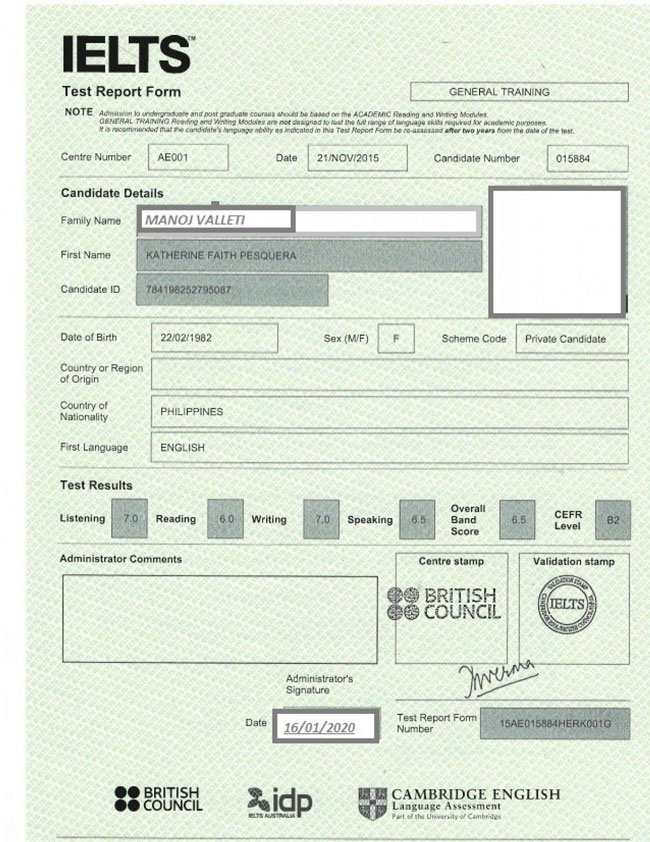 IELTS™
Test Report Form
GENERAL TRAINING
NOTE Admission to undergraduate and post graduate courses should be based on the ACADEMIC Reading and Writing Modules.
GENERAL TRAINING Reading and Writing Modules are not designed to test the full range of language skills required for academic purposes.
It is recommended that the candidate's language ability as indicated in this Test Report Form be re-assessed after two years from the date of the test.
Centre Number AE001 Date 21/NOV/2015 Candidate Number 015884
Candidate Details
Family Name MANOJ VALLETI
First Name KATHERINE FAITH PESQUERA
Candidate ID 784198252795087
Date of Birth 22/02/1982 Sex (M/F) F Scheme Code Private Candidate
Country or Region
of Origin
Country of
Nationality PHILIPPINES
First Language ENGLISH
Test Results
Listening 7.0 Reading 6.0 Writing 7.0 Speaking 6.5 Overall Band Score 6.5 CEFR Level B2
Administrator Comments
Centre stamp
Validation stamp
BRITISH
COUNCIL
VALIDATION STAMP
IELTS
Administrator's
Signature
Date 16/01/2020
Test Report Form
Number 15AE015884HERK001G
BRITISH
COUNCIL
idp
IELTS AUSTRALIA
CAMBRIDGE ENGLISH
Language Assessment
Part of the University of Cambridge